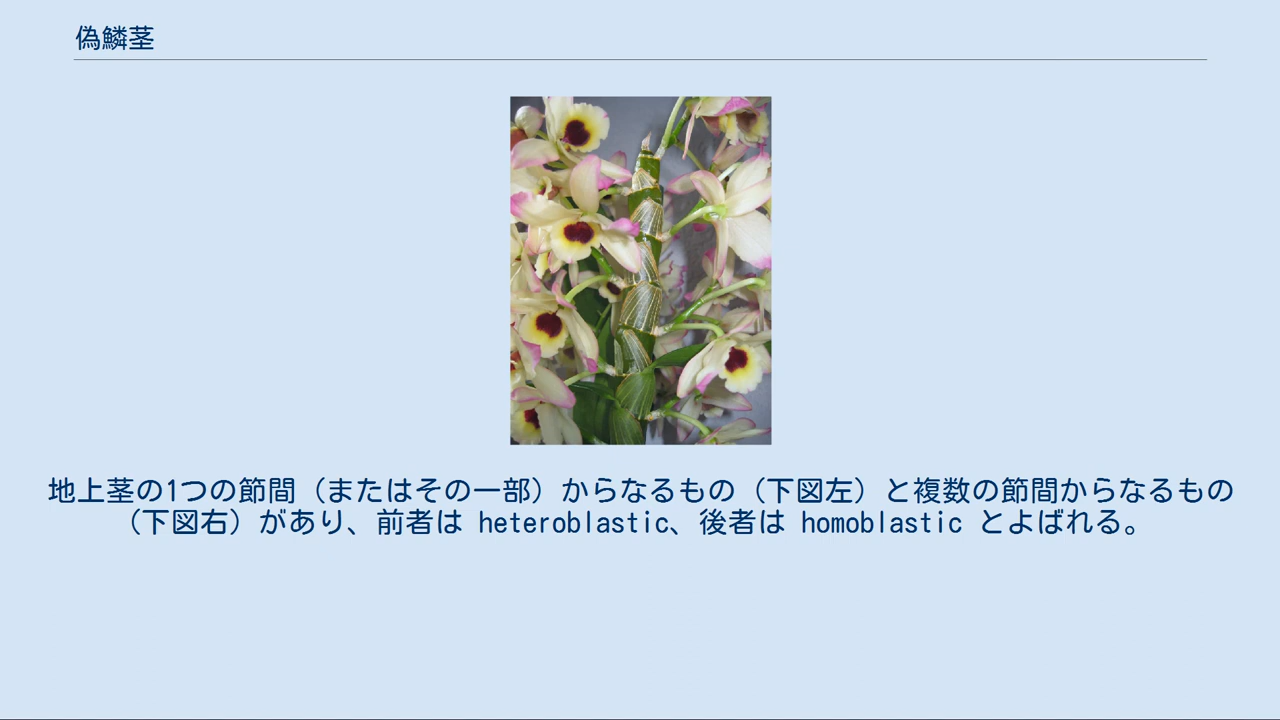 偽鱗茎
地上茎の1つの節間（またはその一部）からなるもの（下図左）と複数の節間からなるもの
（下図右）があり、前者は heteroblastic、後者は homoblastic とよばれる。